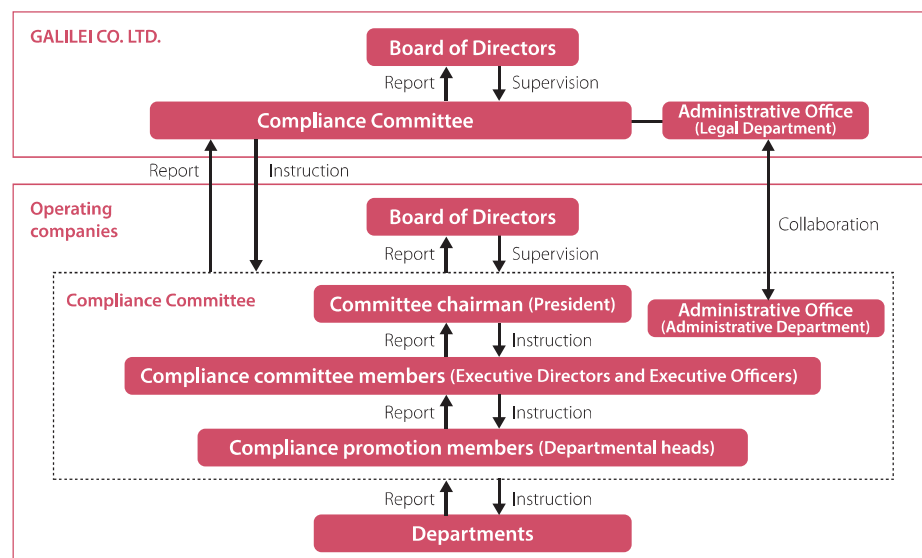 GALILEI CO. LTD.
Board of Directors
Report
Supervision
Compliance Committee
Administrative Office
(Legal Department)
Report
Instruction
Operating
companies
Board of Directors
Collaboration
Report
Supervision
Compliance Committee
Committee chairman (President)
Administrative Office
(Administrative Department)
Report
Instruction
Compliance committee members (Executive Directors and Executive Officers)
Report
Instruction
Compliance promotion members (Departmental heads)
Report
Instruction
Departments